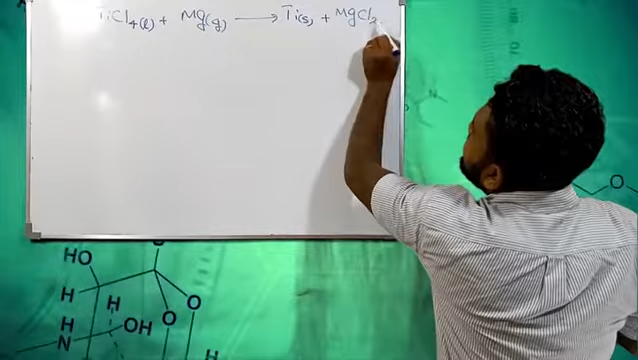 TiCl4(l) + Mg(g) → Ti(s) + MgCl2
HO
H
H
O
H
OH
O
N
H
N
O